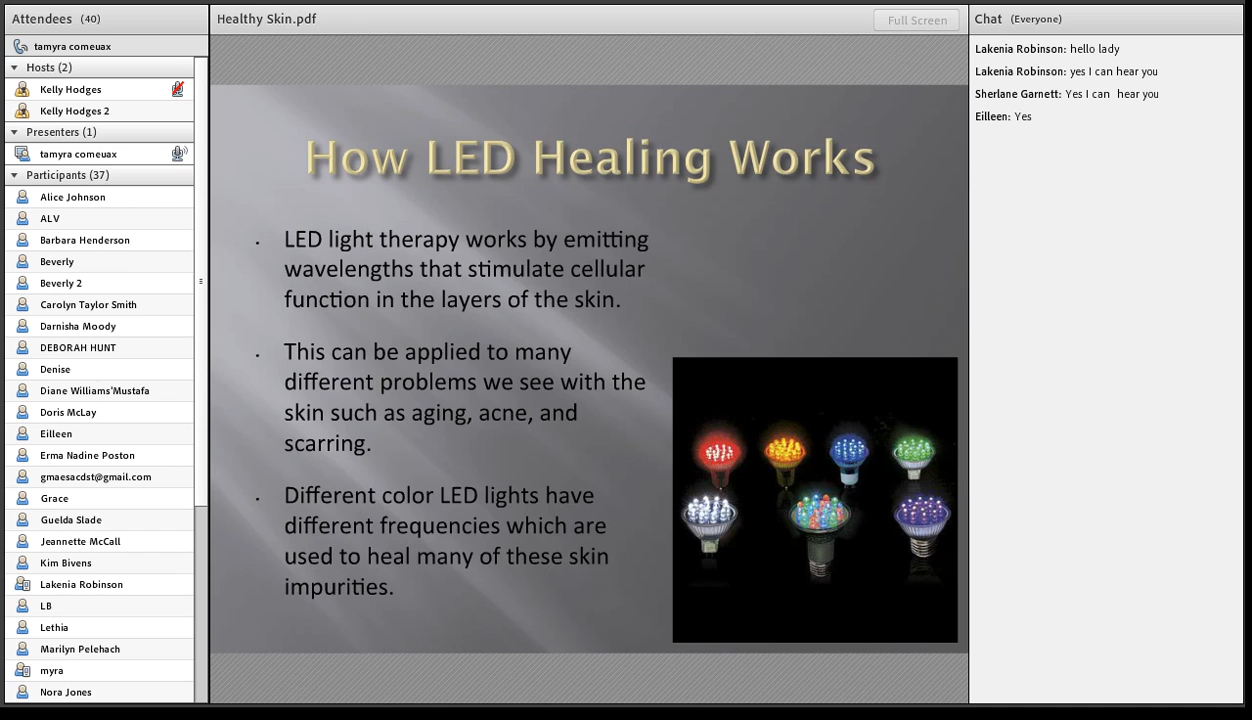 Attendees (40)
tamyra comeuax
Hosts (2)
Kelly Hodges
Kelly Hodges 2
Presenters (1)
tamyra comeuax
Participants (37)
Alice Johnson
ALV
Barbara Henderson
Beverly
Beverly 2
Carolyn Taylor Smith
Darnisha Moody
DEBORAH HUNT
Denise
Diane Williams'Mustafa
Doris McLay
Eilleen
Erma Nadine Poston
gmaesacdst@gmail.com
Grace
Guelda Slade
Jeannette McCall
Kim Bivens
Lakenia Robinson
LB
Lethia
Marilyn Pelehach
myra
Nora Jones
Healthy Skin.pdf
Full Screen
How LED Healing Works
• LED light therapy works by emitting
wavelengths that stimulate cellular
function in the layers of the skin.
• This can be applied to many
different problems we see with the
skin such as aging, acne, and
scarring.
• Different color LED lights have
different frequencies which are
used to heal many of these skin
impurities.
Chat (Everyone)
Lakenia Robinson: hello lady
Lakenia Robinson: yes I can hear you
Sherlane Garnett: Yes I can hear you
Eilleen: Yes